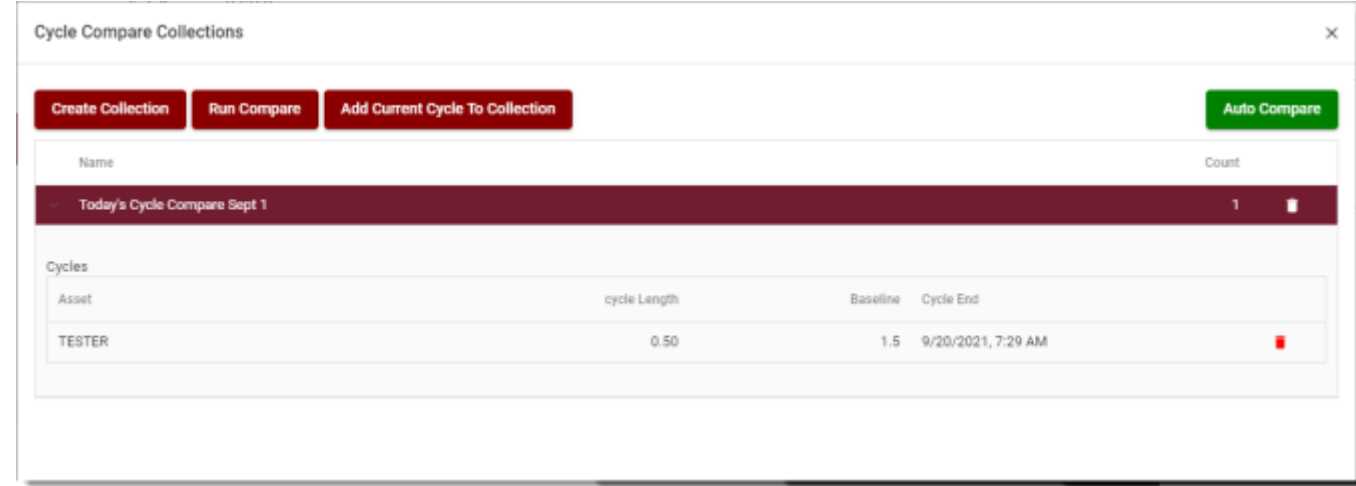 Cycle Compare Collections
Create Collection Run Compare Add Current Cycle To Collection Auto Compare
Name Count
Today's Cycle Compare Sept 1 1
Cycles
Asset cycle Length Baseline Cycle End
TESTER 0.50 1.5 9/20/2021, 7:29 AM